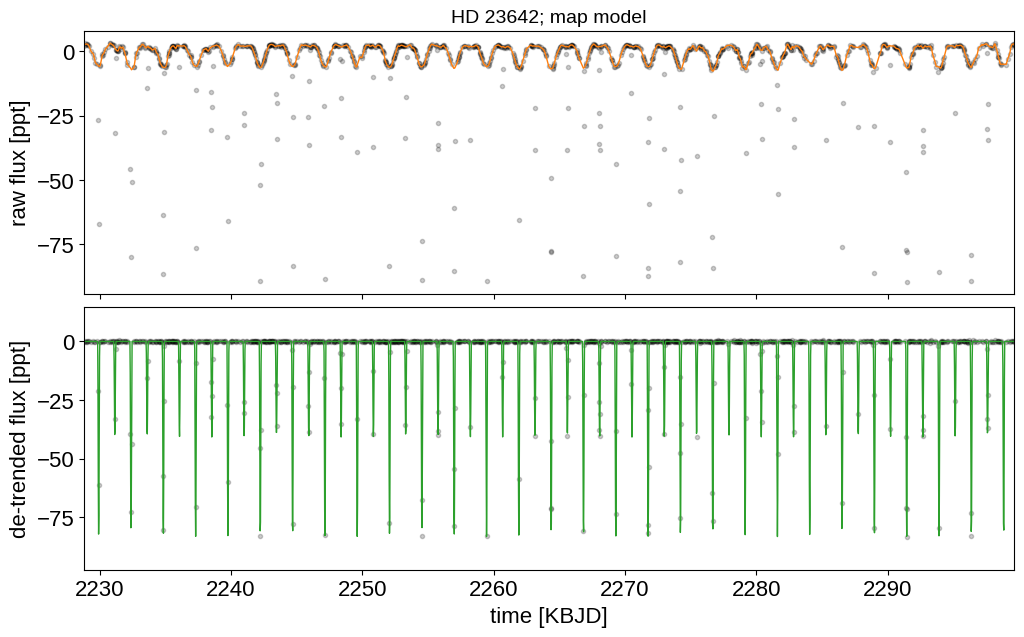 HD 23642; map model
raw flux [ppt]
0
−25
−50
−75
de-trended flux [ppt]
0
−25
−50
−75
2230 2240 2250 2260 2270 2280 2290
time [KBJD]